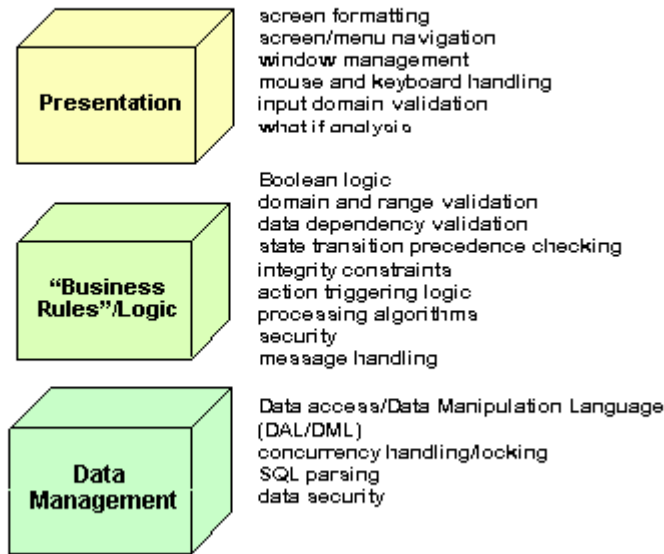 Presentation
screen formatting
screen/menu navigation
window management
mouse and keyboard handling
input domain validation
what if analysis
"Business
Rules"/Logic
Boolean logic
domain and range validation
data dependency validation
state transition precedence checking
integrity constraints
action triggering logic
processing algorithms
security
message handling
Data
Management
Data access/Data Manipulation Language
(DAL/DML)
concurrency handling/locking
SQL parsing
data security